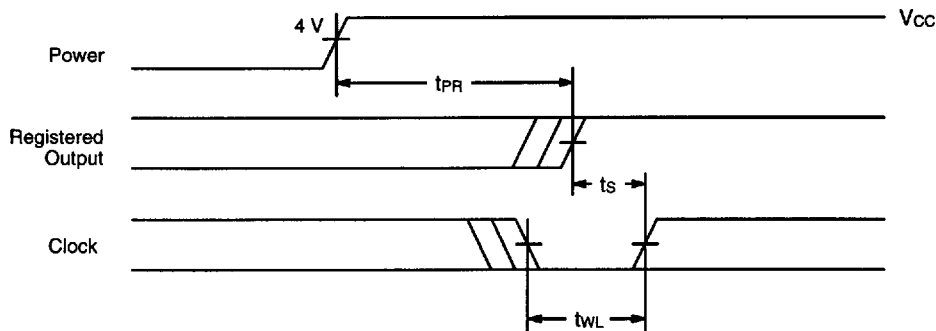 4 V
VCC
Power
tPR
Registered
Output
tS
Clock
tWL